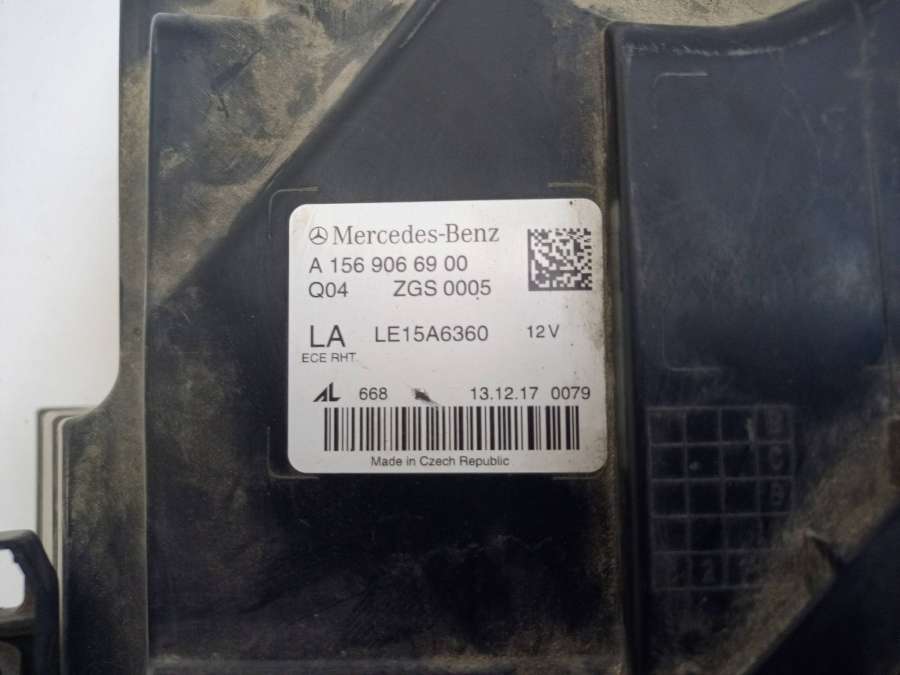 Mercedes-Benz
A 156 906 69 00
Q04 ZGS 0005
LA LE15A6360 12V
ECE RHT.
AL 668 13.12.17 0079
Made in Czech Republic